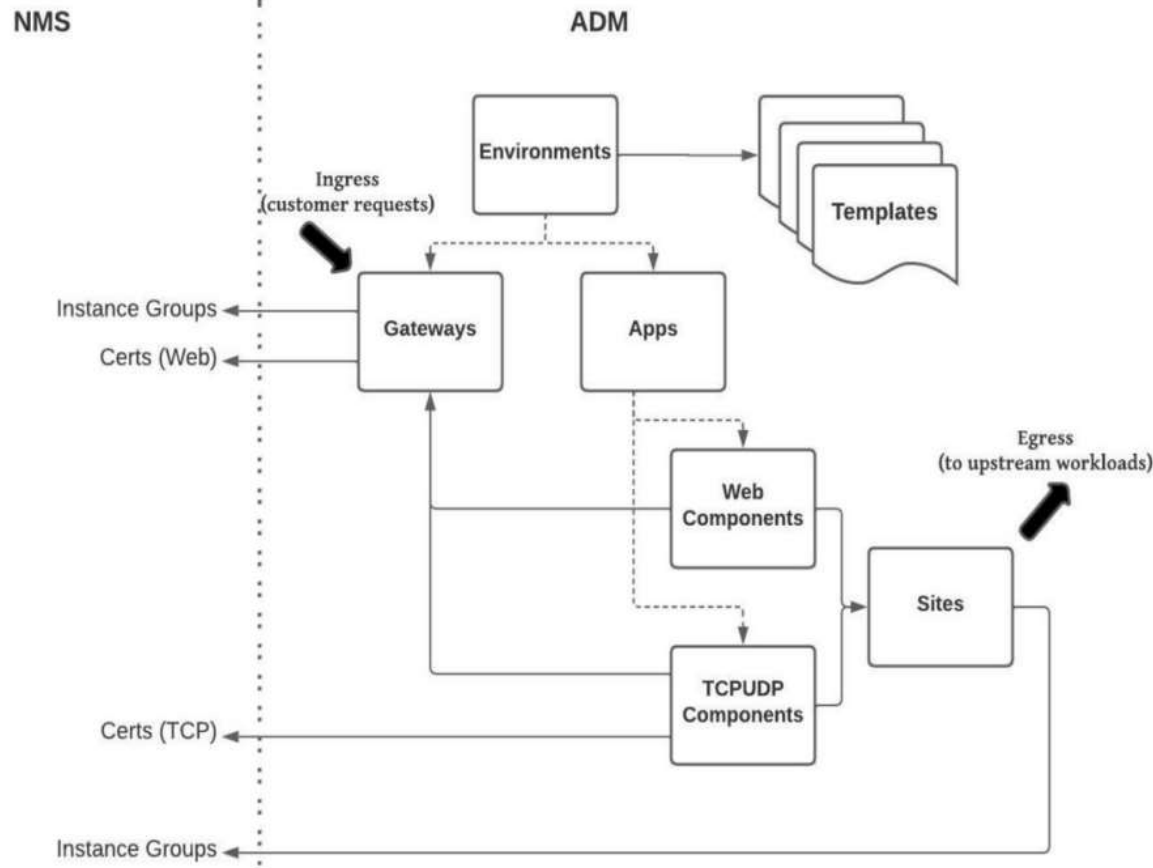 NMS
ADM
Environments
Templates
Ingress
(customer requests)
Instance Groups
Certs (Web)
Gateways
Apps
Egress
(to upstream workloads)
Web
Components
Sites
TCPUDP
Components
Certs (TCP)
Instance Groups